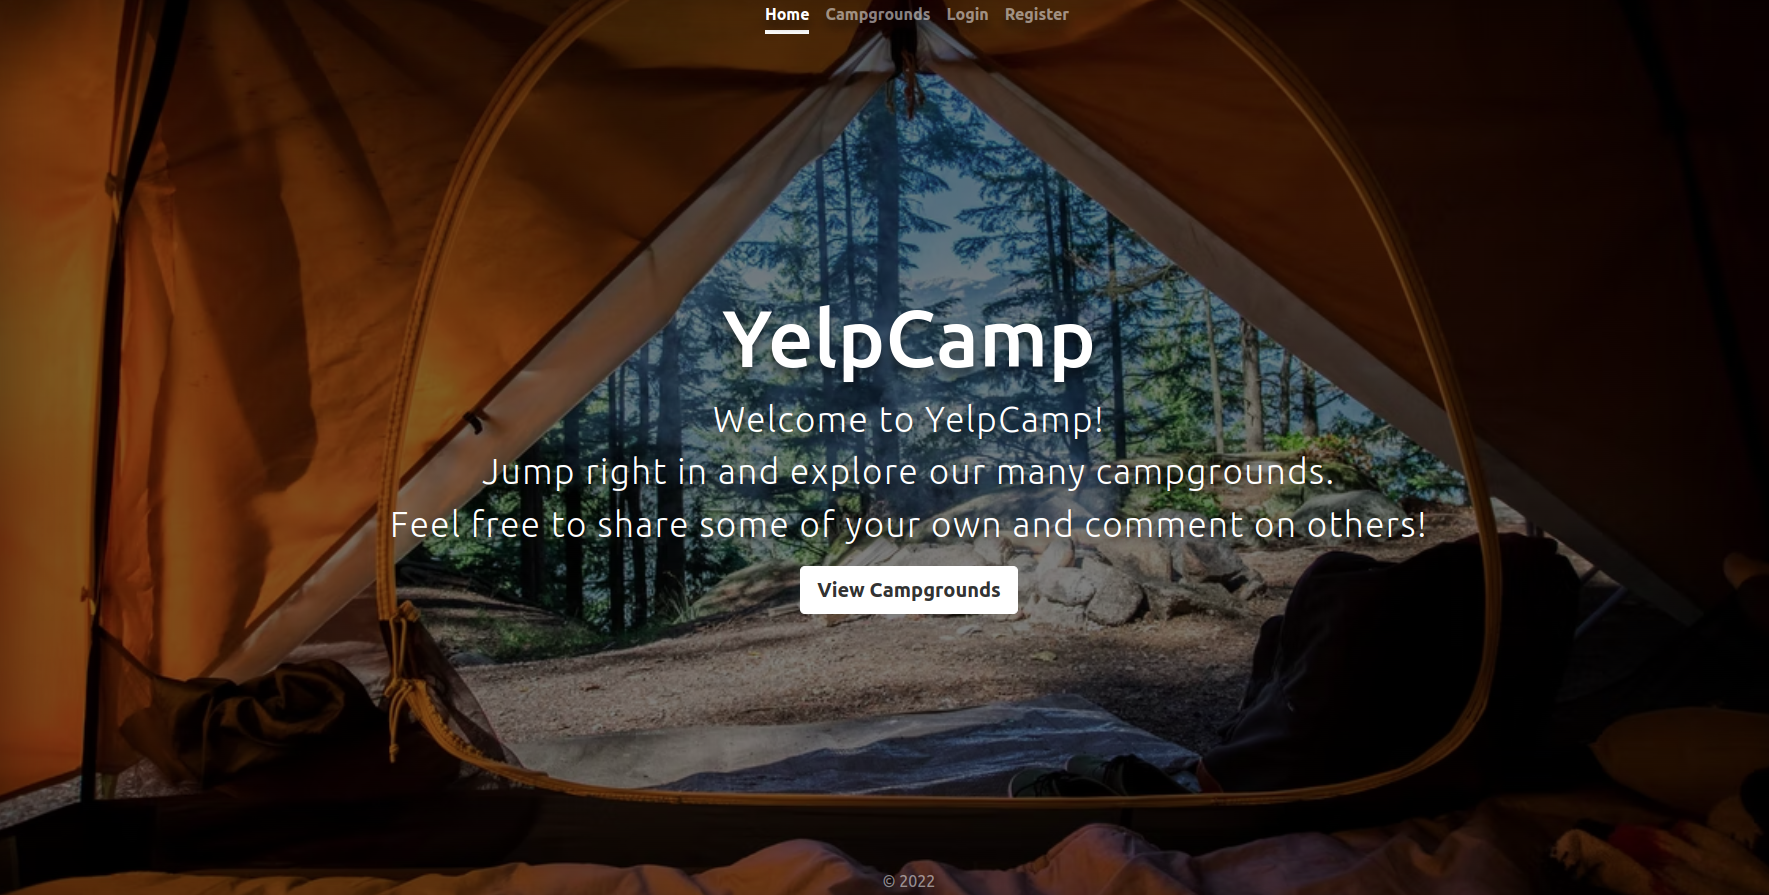 Home Campgrounds Login Register
YelpCamp
Welcome to YelpCamp!
Jump right in and explore our many campgrounds.
Feel free to share some of your own and comment on others!
View Campgrounds
© 2022